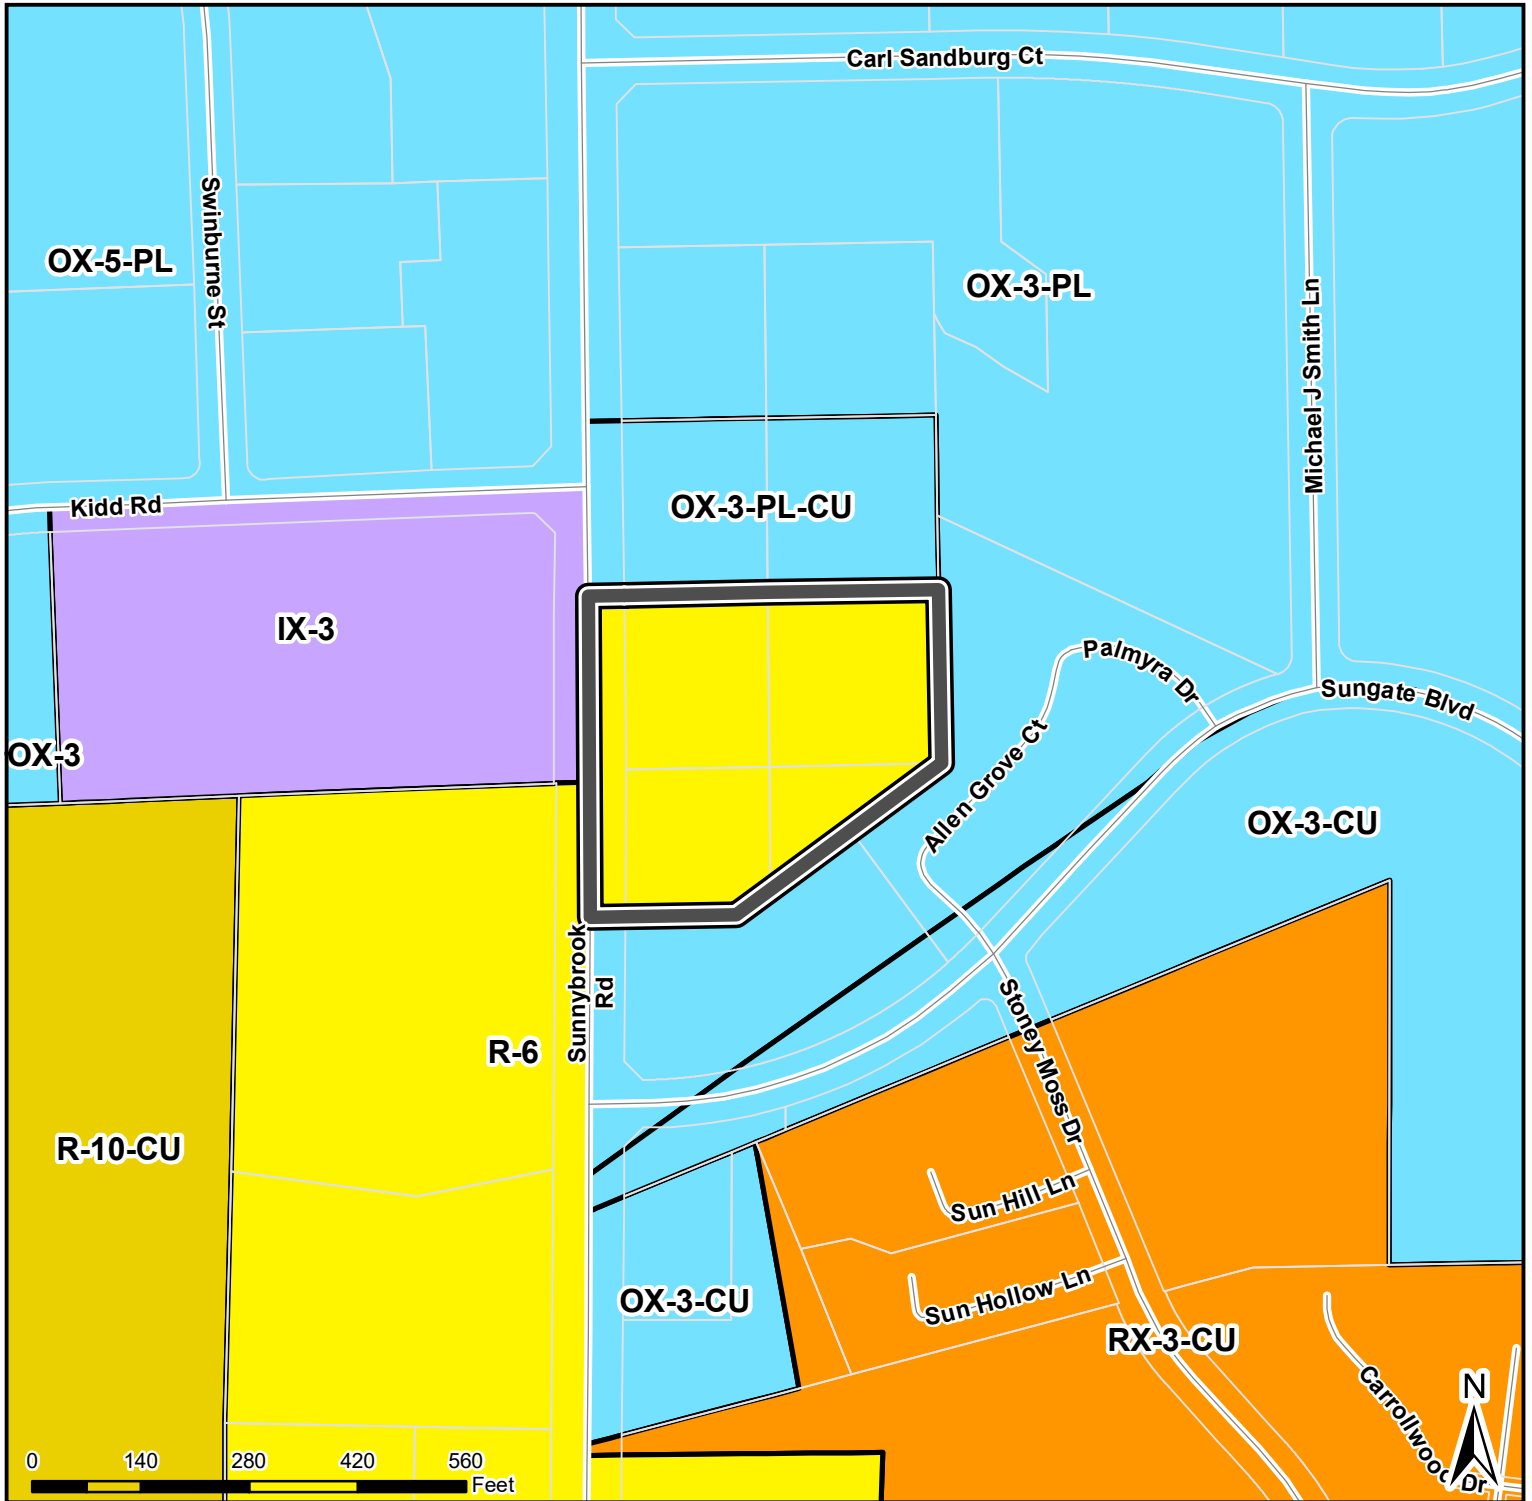 Carl Sandburg Ct
Swinburne St
OX-5-PL
OX-3-PL
Michael J Smith Ln
Kidd Rd
OX-3-PL-CU
IX-3
Palmyra Dr
Sungate Blvd
OX-3
Allen Grove Ct
OX-3-CU
Sunnybrook
Rd
Stoney Moss Dr
R-6
R-10-CU
Sun Hill Ln
Sun Hollow Ln
OX-3-CU
RX-3-CU
Carrollwood Dr
N
0 140 280 420 560
Feet